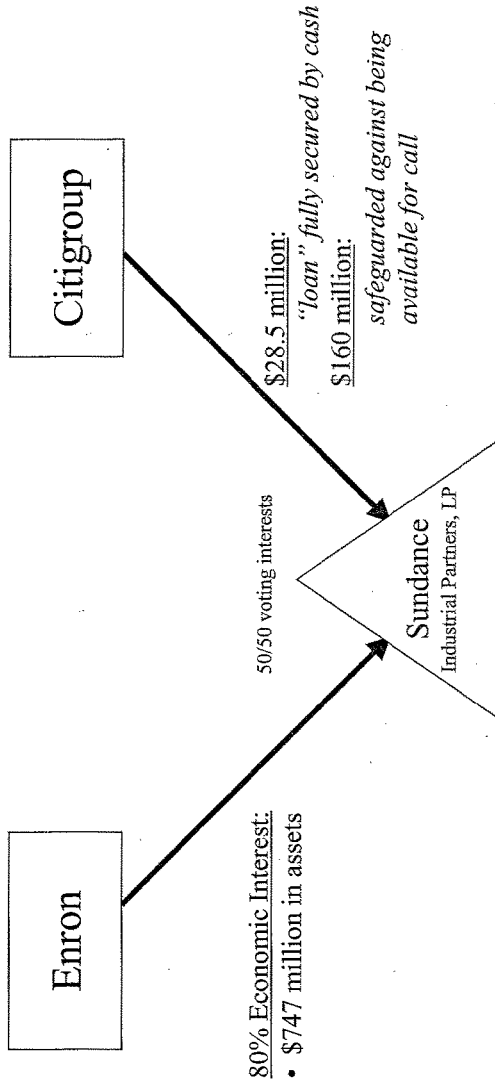 Enron
Citigroup
80% Economic Interest:
• $747 million in assets
50/50 voting interests
$28.5 million:
"loan" fully secured by cash
$160 million:
safeguarded against being
available for call
Sundance
Industrial Partners, LP